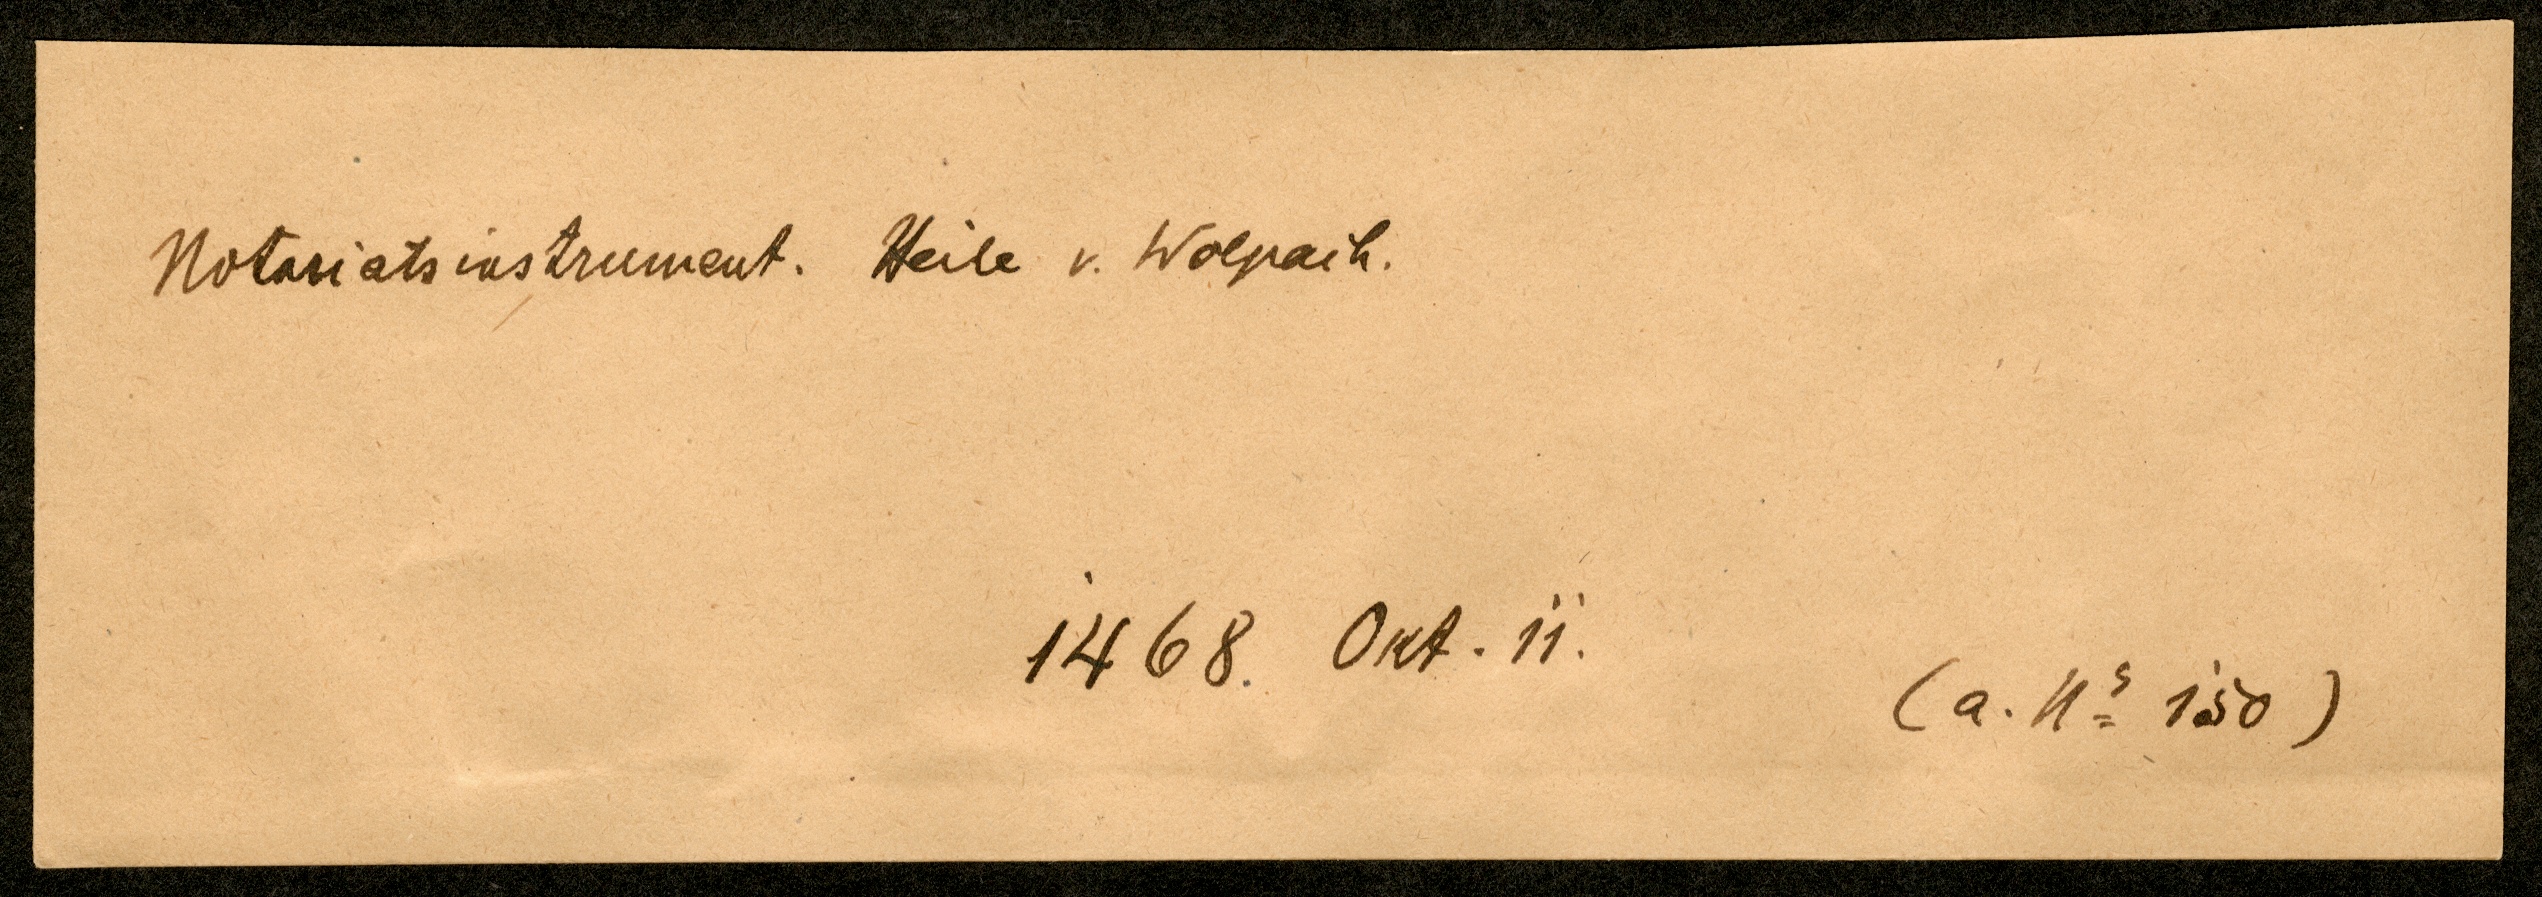 Notariatsinstrument. Heile v. Wolpach.
1468. Okt. 11.
(a. Nº 150)